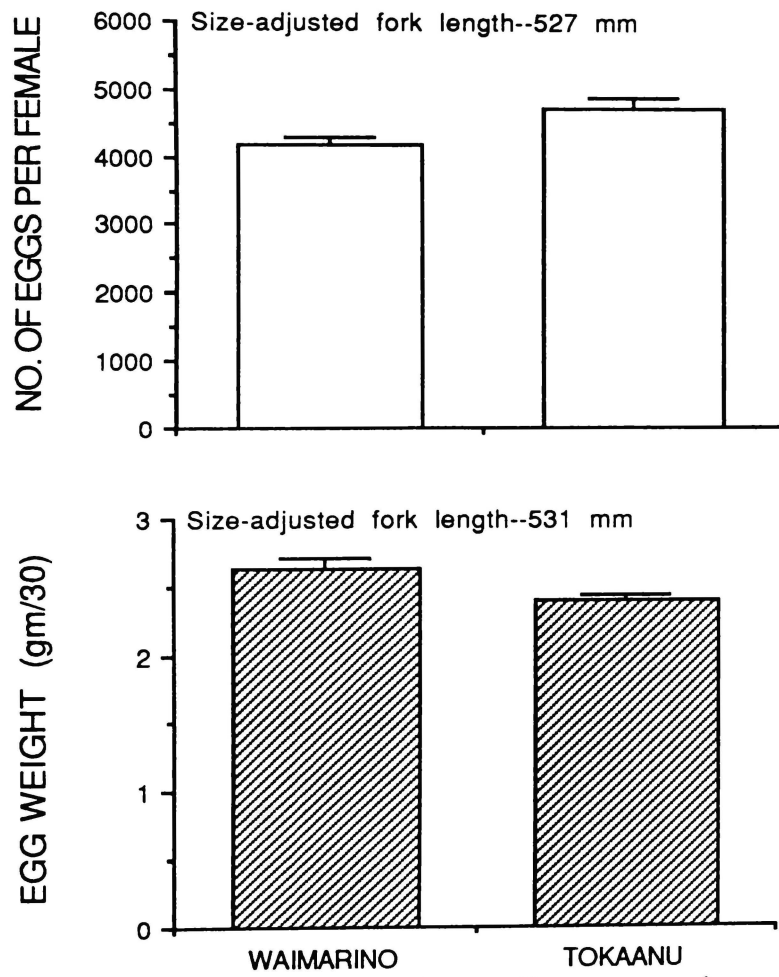 Size-adjusted fork length--527 mm
NO. OF EGGS PER FEMALE
6000
5000
4000
3000
2000
1000
0
Size-adjusted fork length--531 mm
EGG WEIGHT (gm/30)
3
2
1
0
WAIMARINO TOKAANU